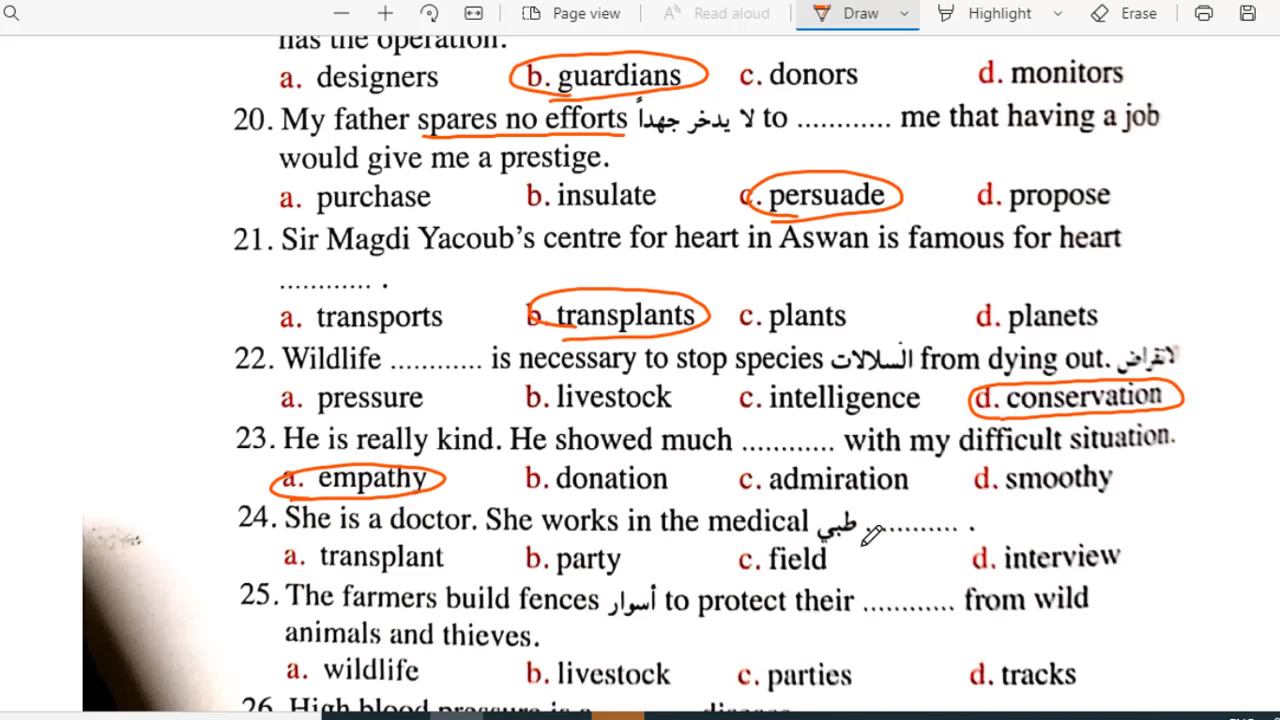 Page view
Read aloud
Draw
Highlight
Erase
has the operation.
a. designers b. guardians c. donors d. monitors
20. My father spares no efforts لا يدخر جهداً to ............ me that having a job
would give me a prestige.
a. purchase b. insulate c. persuade d. propose
21. Sir Magdi Yacoub's centre for heart in Aswan is famous for heart
............ .
a. transports b. transplants c. plants d. planets
22. Wildlife ............ is necessary to stop species السلالات from dying out.
a. pressure b. livestock c. intelligence d. conservation
23. He is really kind. He showed much ............ with my difficult situation.
a. empathy b. donation c. admiration d. smoothy
24. She is a doctor. She works in the medical طبي ............ .
a. transplant b. party c. field d. interview
25. The farmers build fences أسوار to protect their ............ from wild
animals and thieves.
a. wildlife b. livestock c. parties d. tracks
26. High blood pressure is a ............ disease.